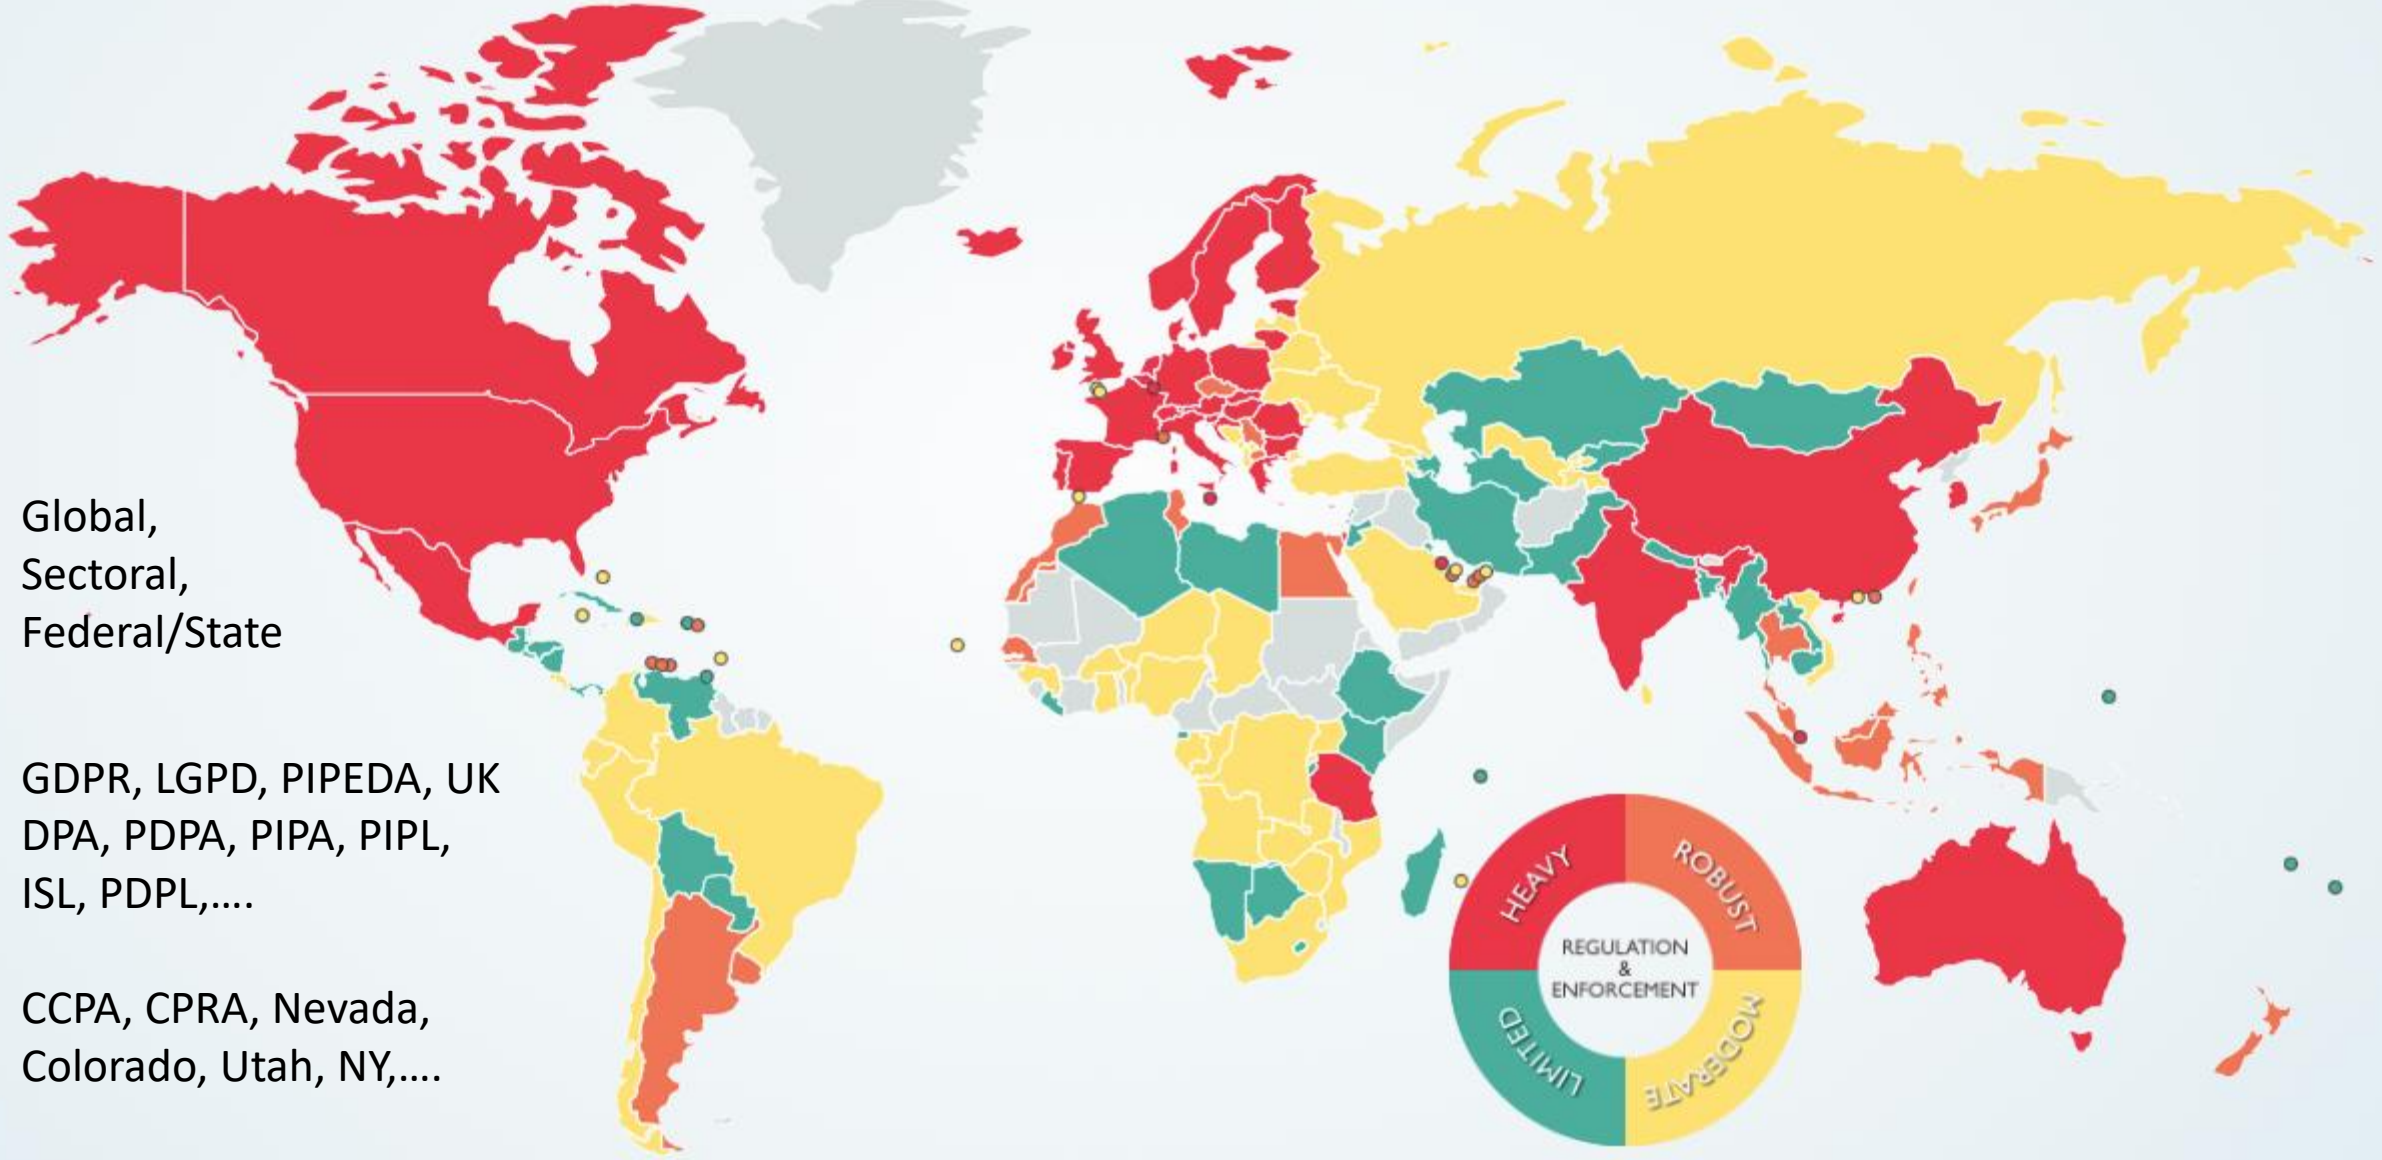 Global,
Sectoral,
Federal/State
GDPR, LGPD, PIPEDA, UK
DPA, PDPA, PIPA, PIPL,
ISL, PDPL,....
CCPA, CPRA, Nevada,
Colorado, Utah, NY,....
HEAVY
ROBUST
REGULATION
&
ENFORCEMENT
LIMITED
MODERATE